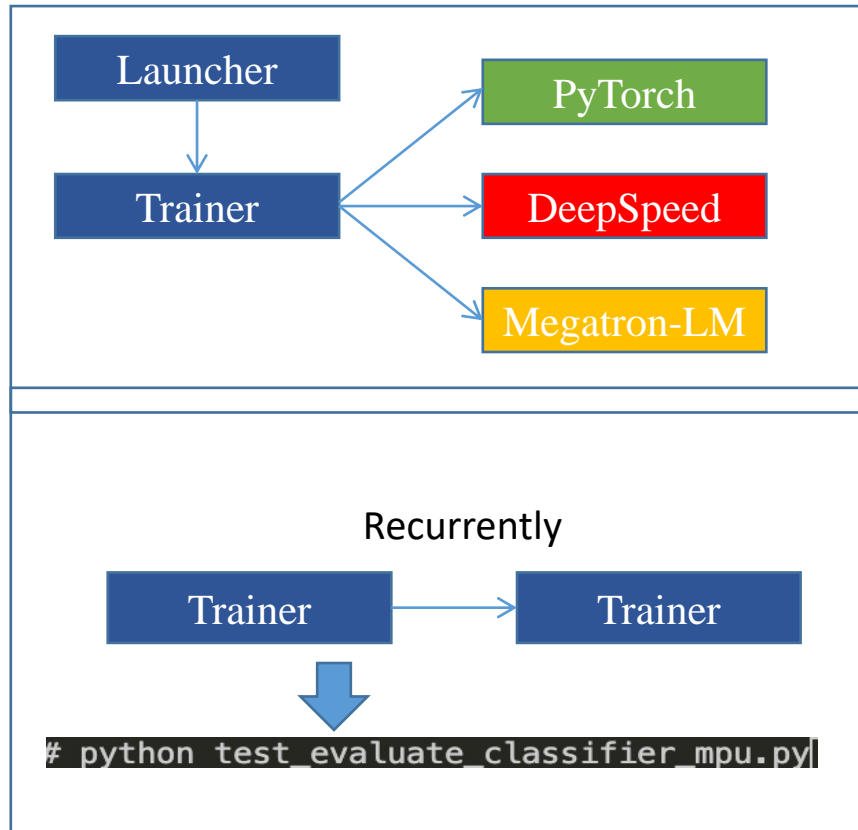 Launcher
PyTorch
Trainer
DeepSpeed
Megatron-LM
Recurrently
Trainer
Trainer
# python test_evaluate_classifier_mpu.py